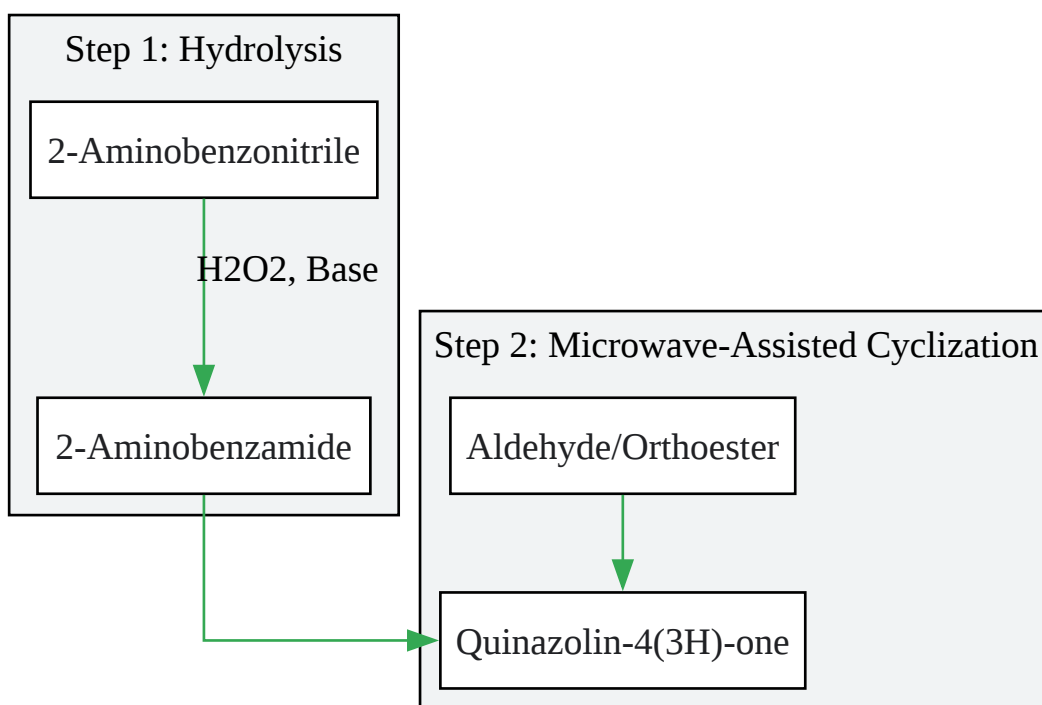 Step 1: Hydrolysis
2-Aminobenzonitrile
H2O2, Base
2-Aminobenzamide
Step 2: Microwave-Assisted Cyclization
Aldehyde/Orthoester
Quinazolin-4(3H)-one